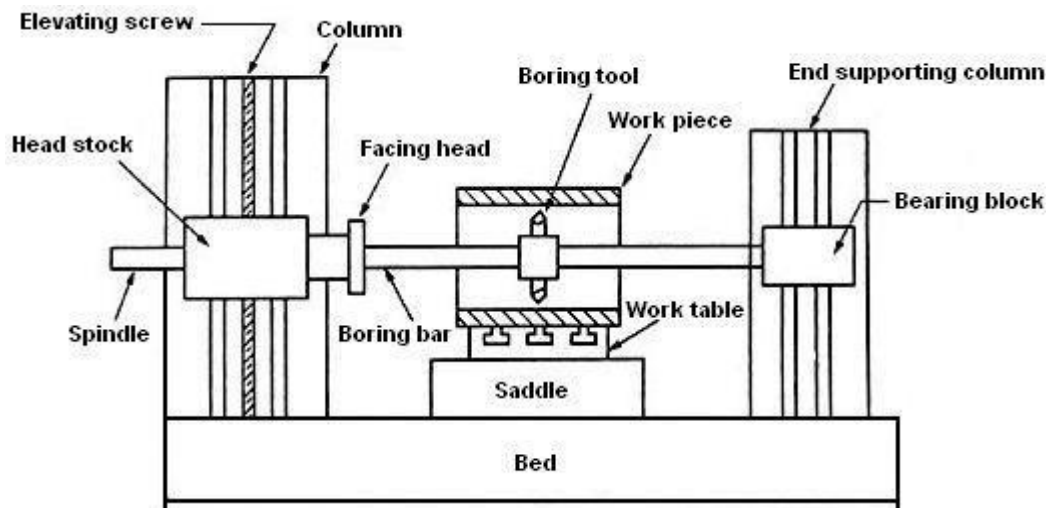 Elevating screw
Column
Boring tool
End supporting column
Work piece
Head stock
Facing head
Bearing block
Spindle
Boring bar
Work table
Saddle
Bed